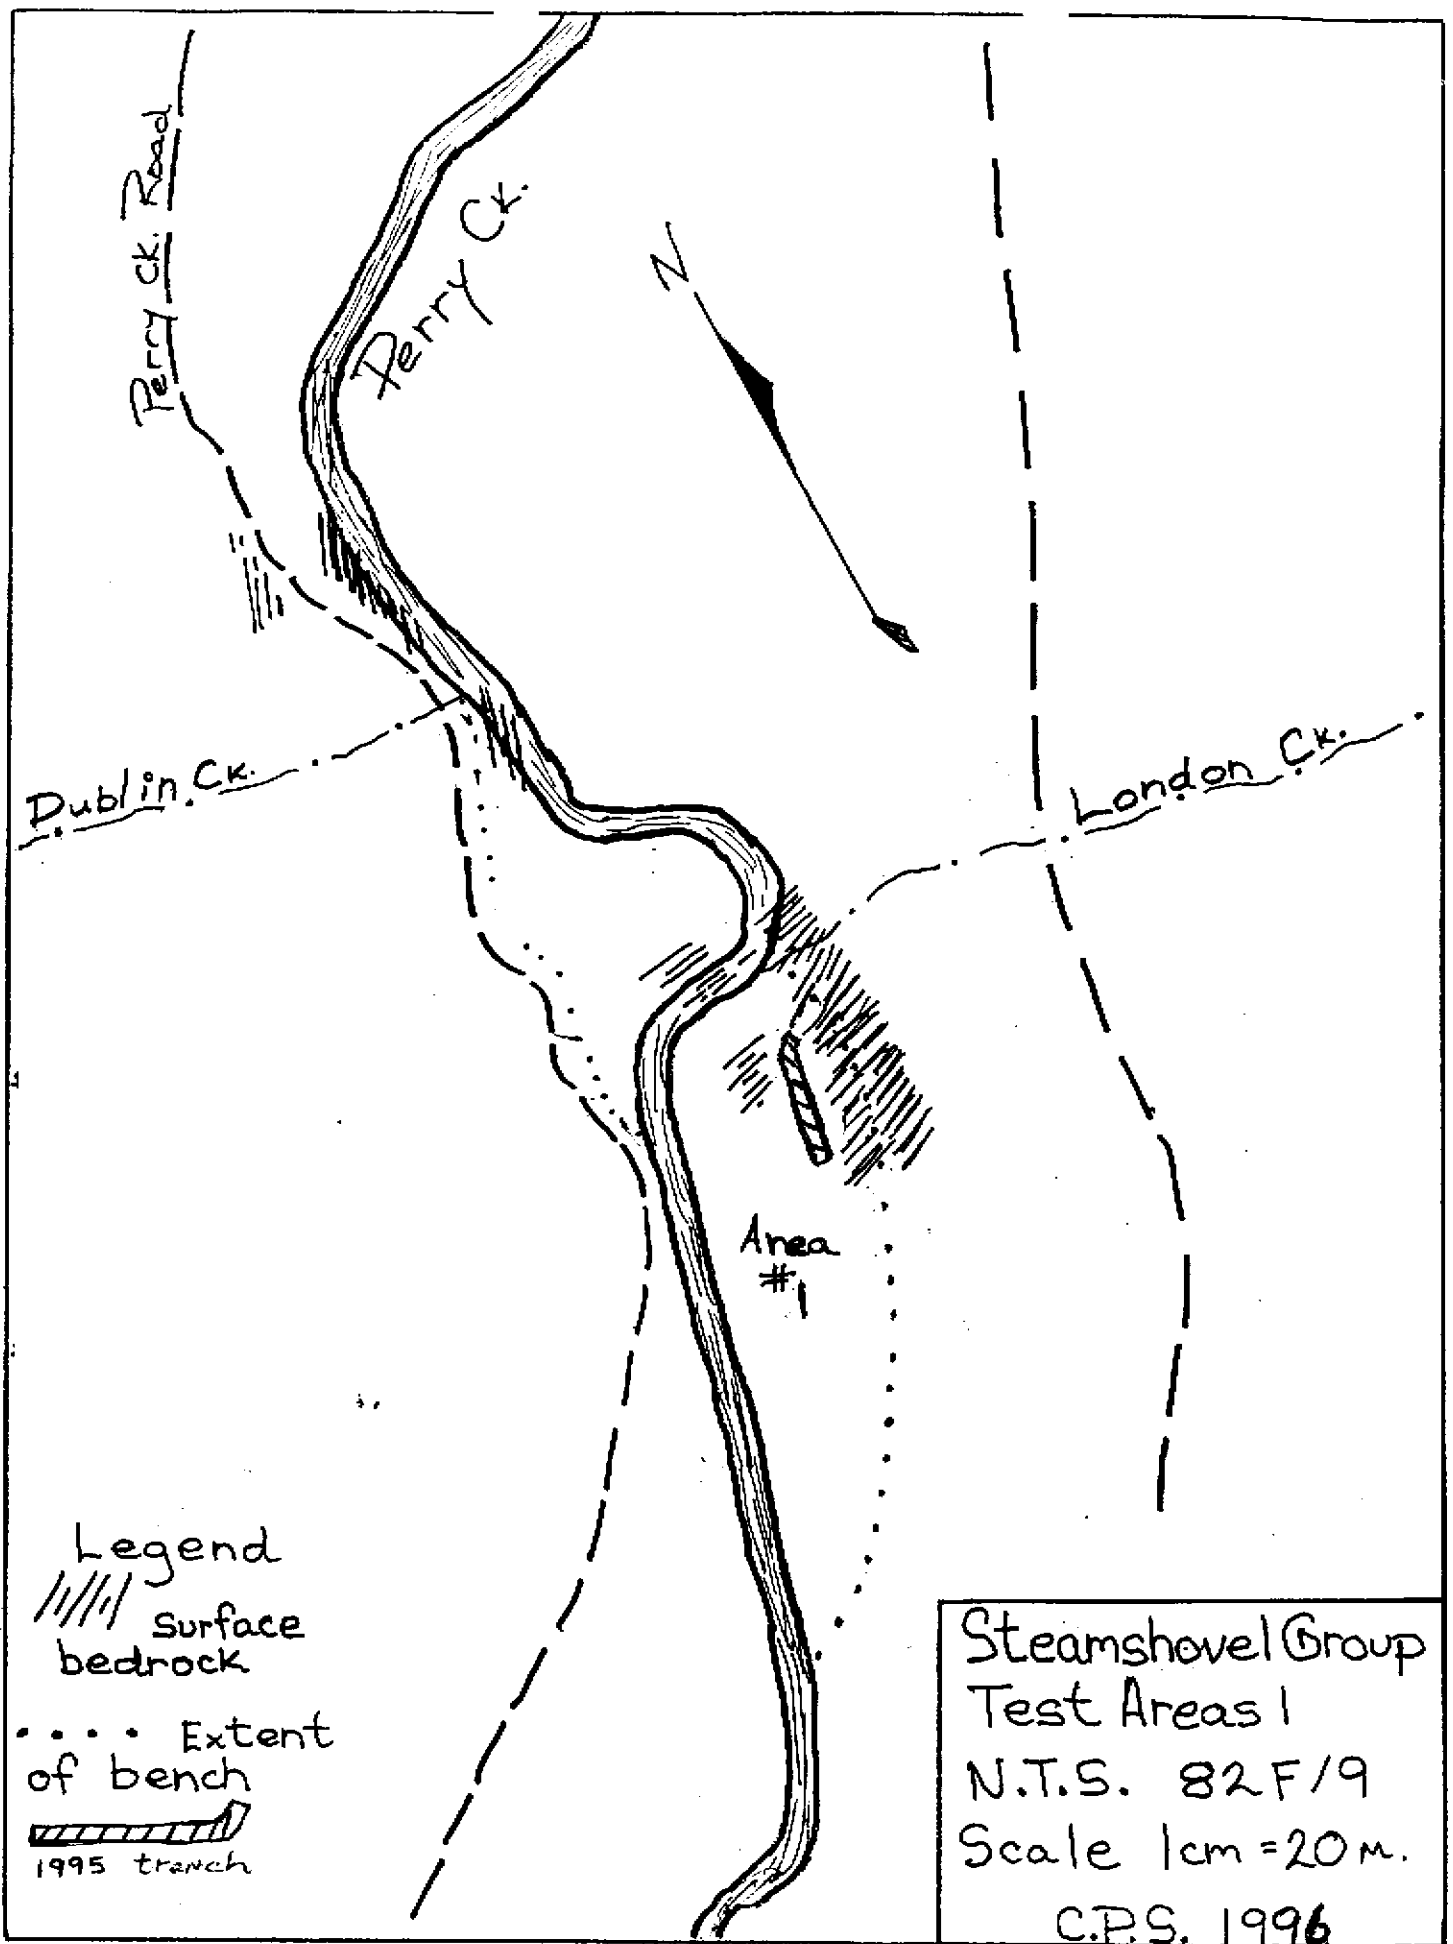 Perry Ck. Road
Perry Ck.
N
Dublin Ck.
London Ck.
Area
#1
Legend
Surface
bedrock
.... Extent
of bench
1995 trench
Steamshovel Group
Test Areas 1
N.T.S. 82F/9
Scale 1cm = 20 M.
C.P.S. 1996